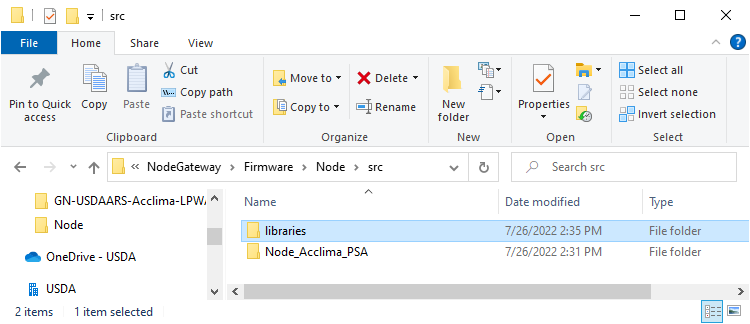 src
File Home Share View
Pin to Quick access
Copy
Paste
Cut
Copy path
Paste shortcut
Clipboard
Move to
Copy to
Delete
Rename
Organize
New folder
New
Properties
Open
Select all
Select none
Invert selection
Select
« NodeGateway > Firmware > Node > src
Search src
Name Date modified Type
GN-USDAARS-Acclima-LPWA
Node
OneDrive - USDA
USDA
libraries 7/26/2022 2:35 PM File folder
Node_Acclima_PSA 7/26/2022 2:31 PM File folder
2 items 1 item selected